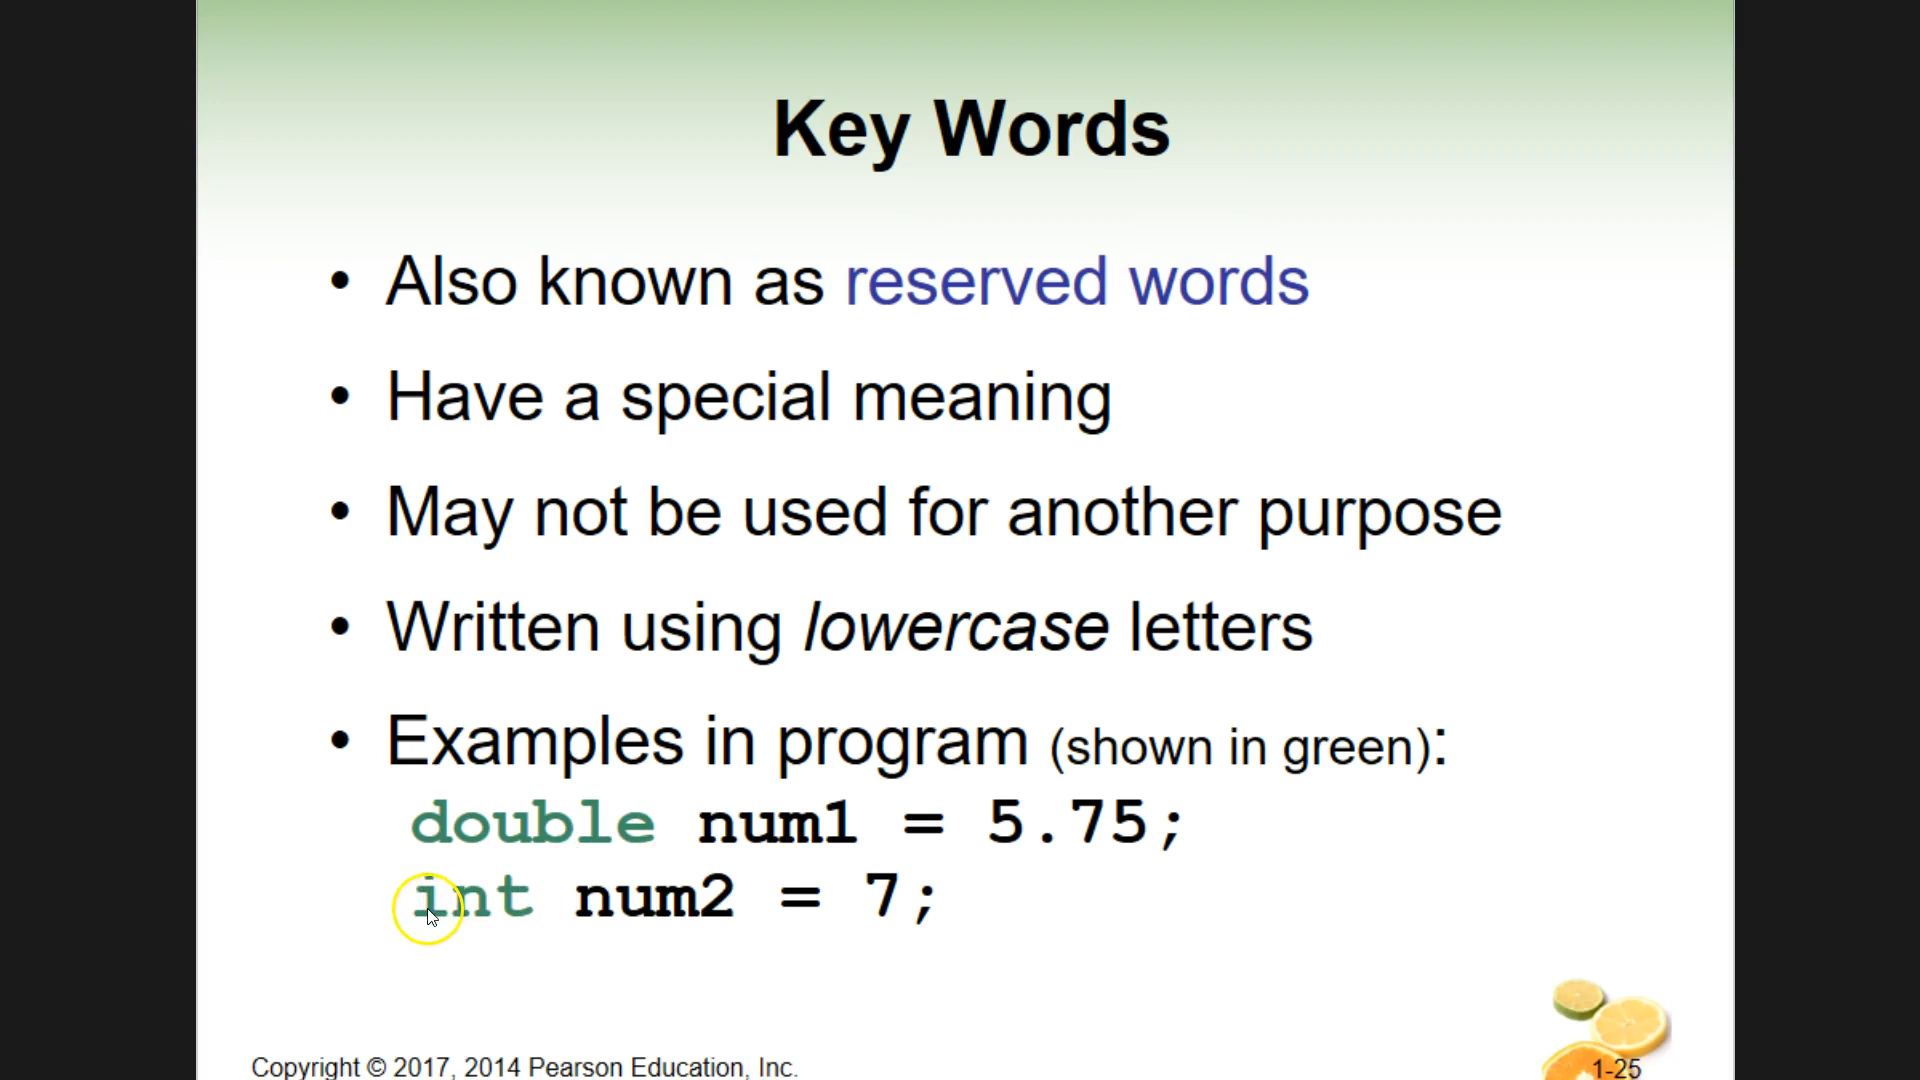 Key Words
• Also known as reserved words
• Have a special meaning
• May not be used for another purpose
• Written using lowercase letters
• Examples in program (shown in green):
double num1 = 5.75;
int num2 = 7;
Copyright © 2017, 2014 Pearson Education, Inc.
1-25